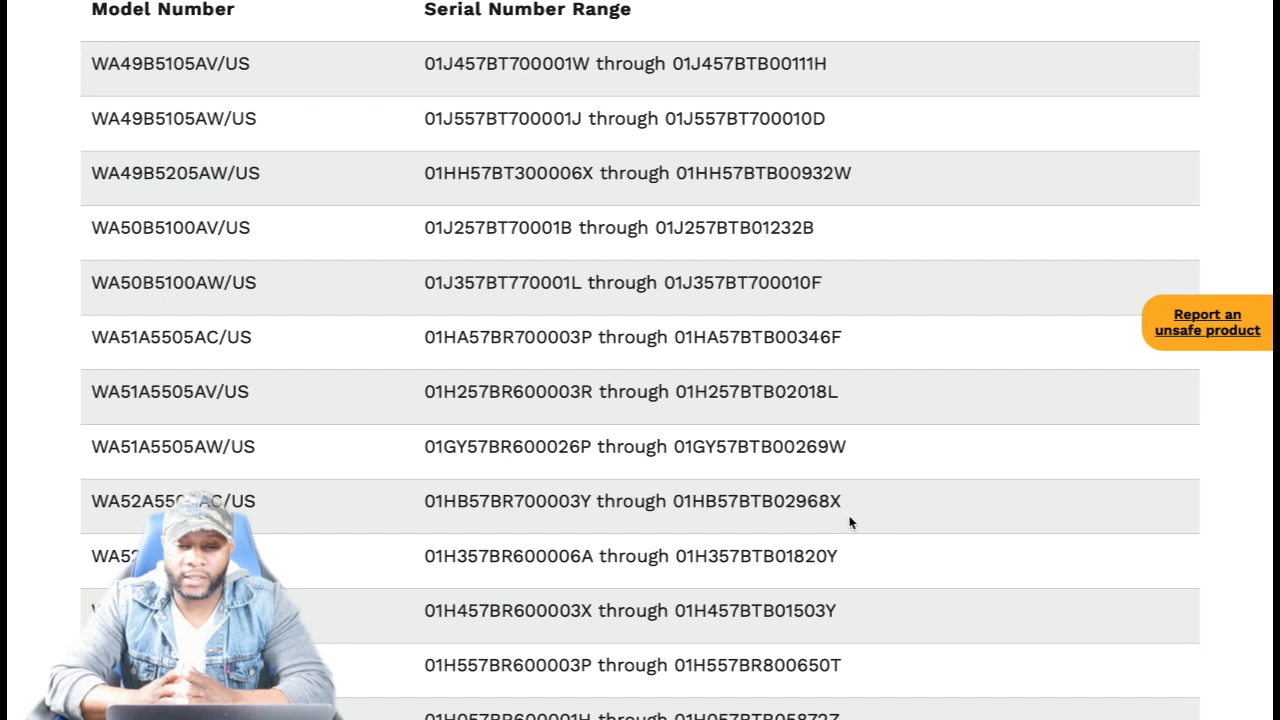 Model Number Serial Number Range
WA49B5105AV/US 01J457BT700001W through 01J457BTB00111H
WA49B5105AW/US 01J557BT700001J through 01J557BT700010D
WA49B5205AW/US 01HH57BT300006X through 01HH57BTB00932W
WA50B5100AV/US 01J257BT70001B through 01J257BTB01232B
WA50B5100AW/US 01J357BT770001L through 01J357BT700010F
Report an
unsafe product
WA51A5505AC/US 01HA57BR700003P through 01HA57BTB00346F
WA51A5505AV/US 01H257BR600003R through 01H257BTB02018L
WA51A5505AW/US 01GY57BR600026P through 01GY57BTB00269W
01HB57BR700003Y through 01HB57BTB02968X
01H357BR600006A through 01H357BTB01820Y
01H457BR600003X through 01H457BTB01503Y
01H557BR600003P through 01H557BR800650T